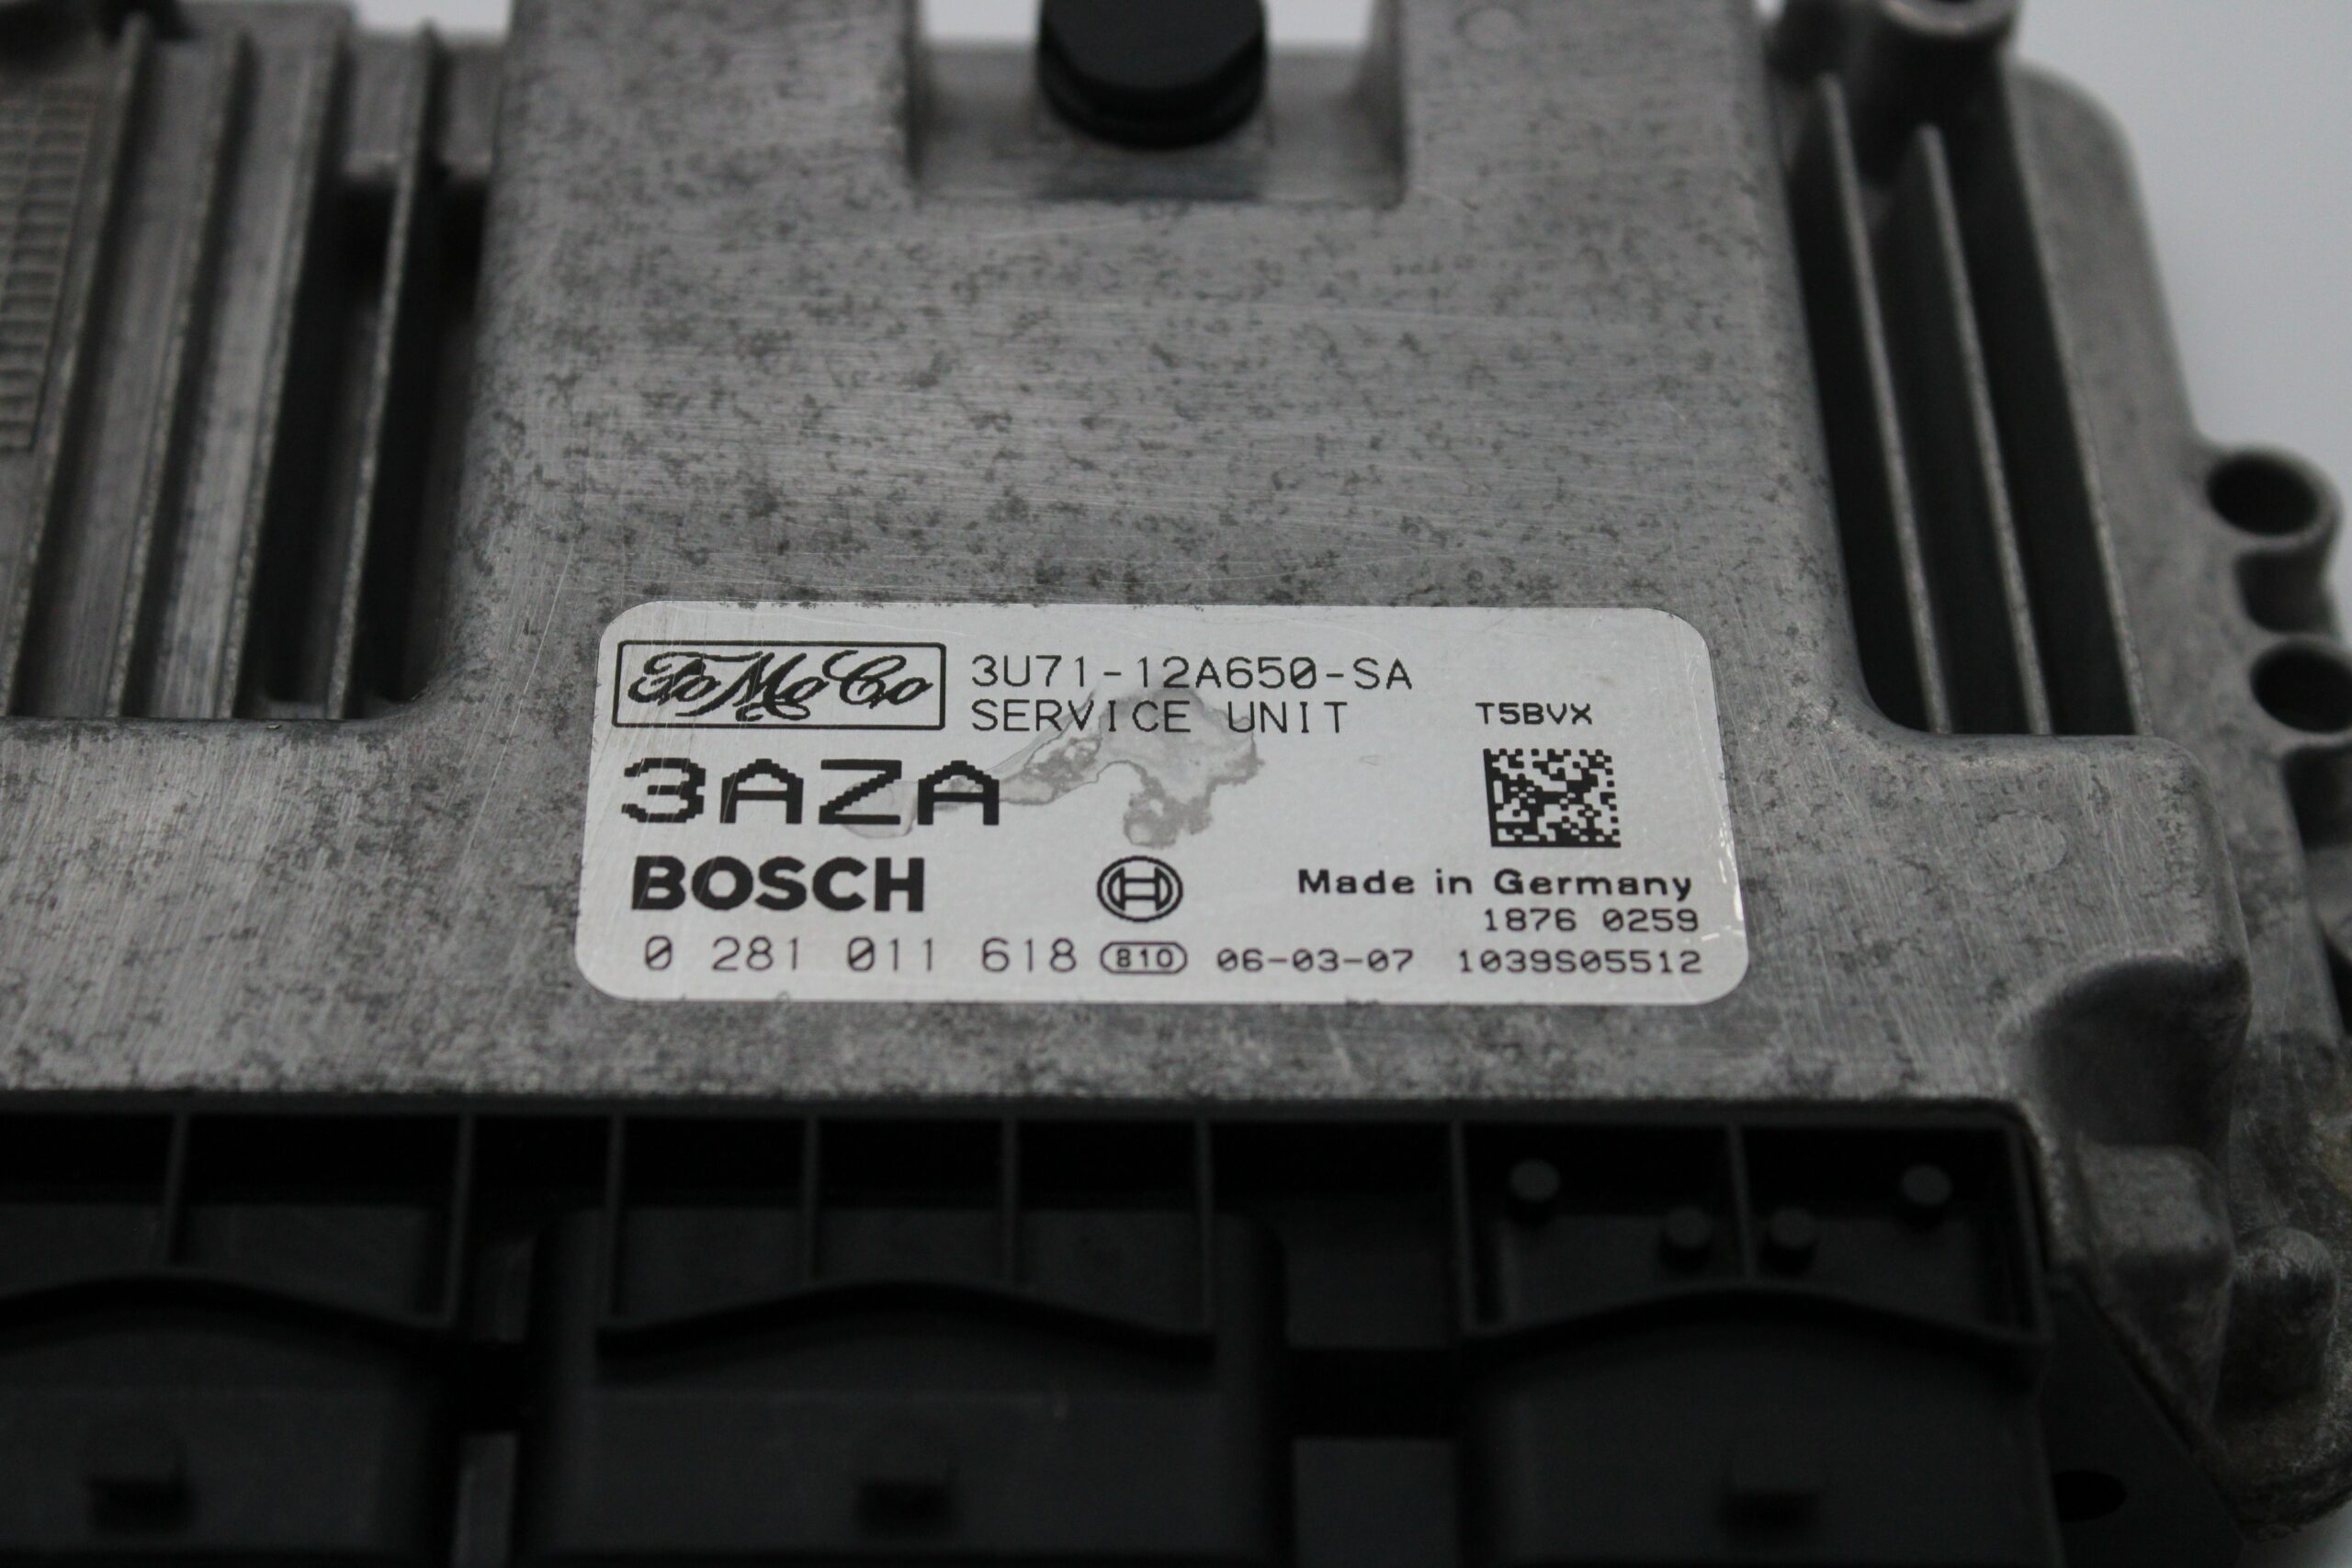 FoMoCo 3U71-12A650-SA
SERVICE UNIT T5BVX
3AZA
BOSCH Made in Germany
1876 0259
0 281 011 618 B10 06-03-07 1039S05512